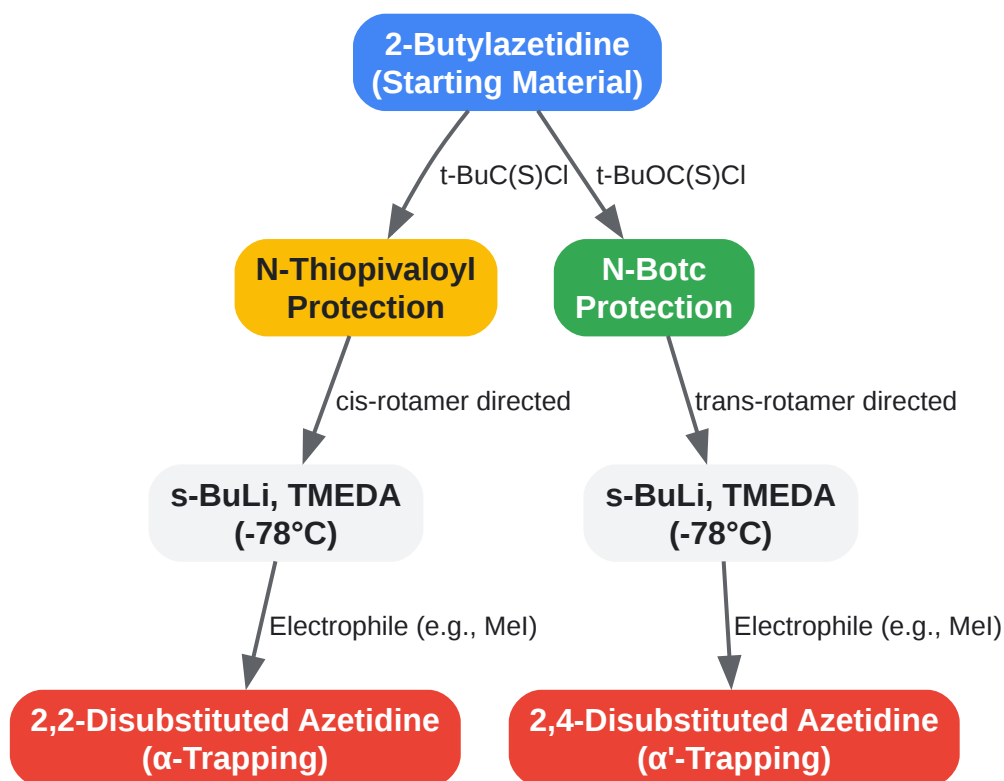 2-Butylazetidine
(Starting Material)
t-BuC(S)Cl
t-BuOC(S)Cl
N-Thiopivaloyl
Protection
N-Botc
Protection
cis-rotamer directed
trans-rotamer directed
s-BuLi, TMEDA
(-78°C)
s-BuLi, TMEDA
(-78°C)
Electrophile (e.g., MeI)
Electrophile (e.g., MeI)
2,2-Disubstituted Azetidine
(α-Trapping)
2,4-Disubstituted Azetidine
(α'-Trapping)